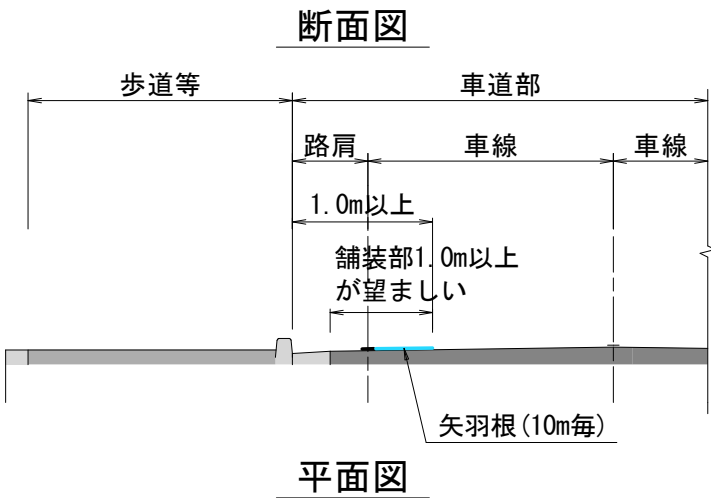 断面図
歩道等
車道部
路肩
車線
車線
1.0m以上
舗装部1.0m以上
が望ましい
矢羽根(10m毎)
平面図